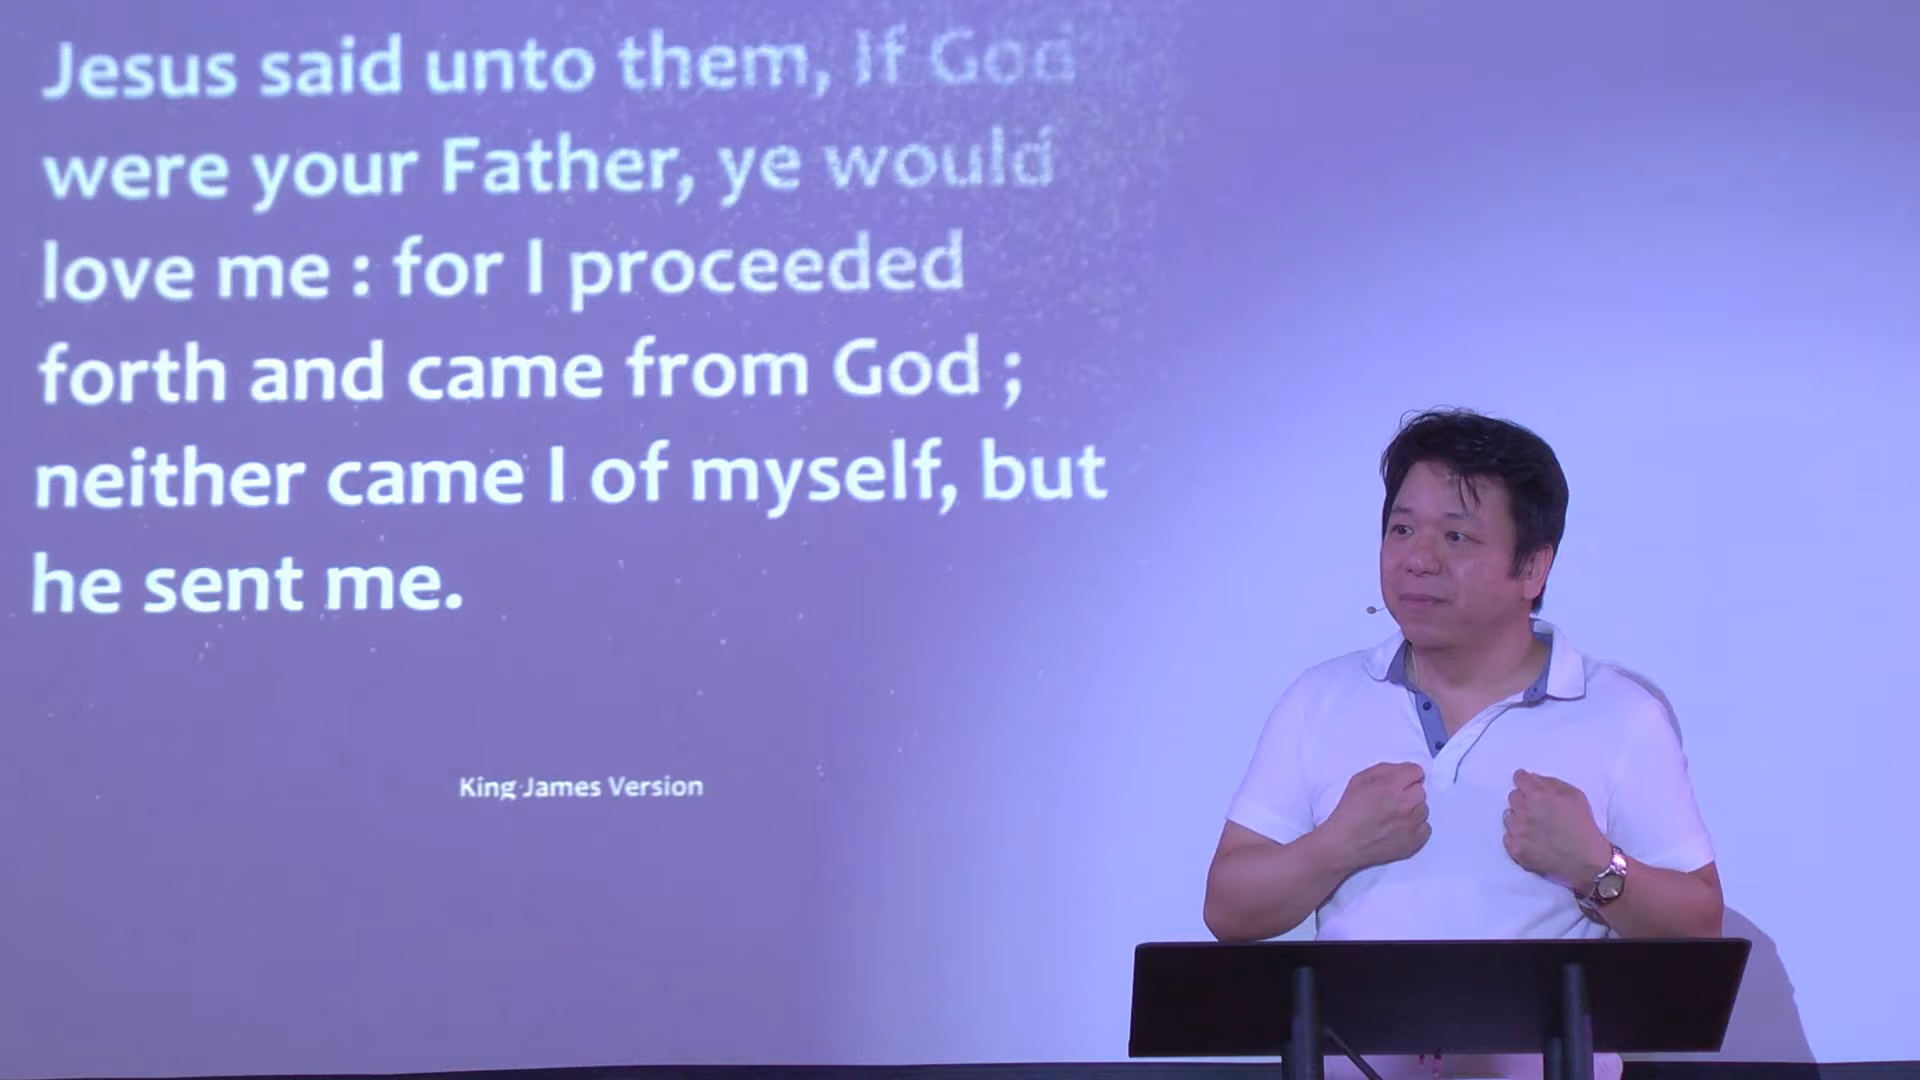 Jesus said unto them, If God
were your Father, ye would
love me : for I proceeded
forth and came from God ;
neither came I of myself, but
he sent me.
King James Version